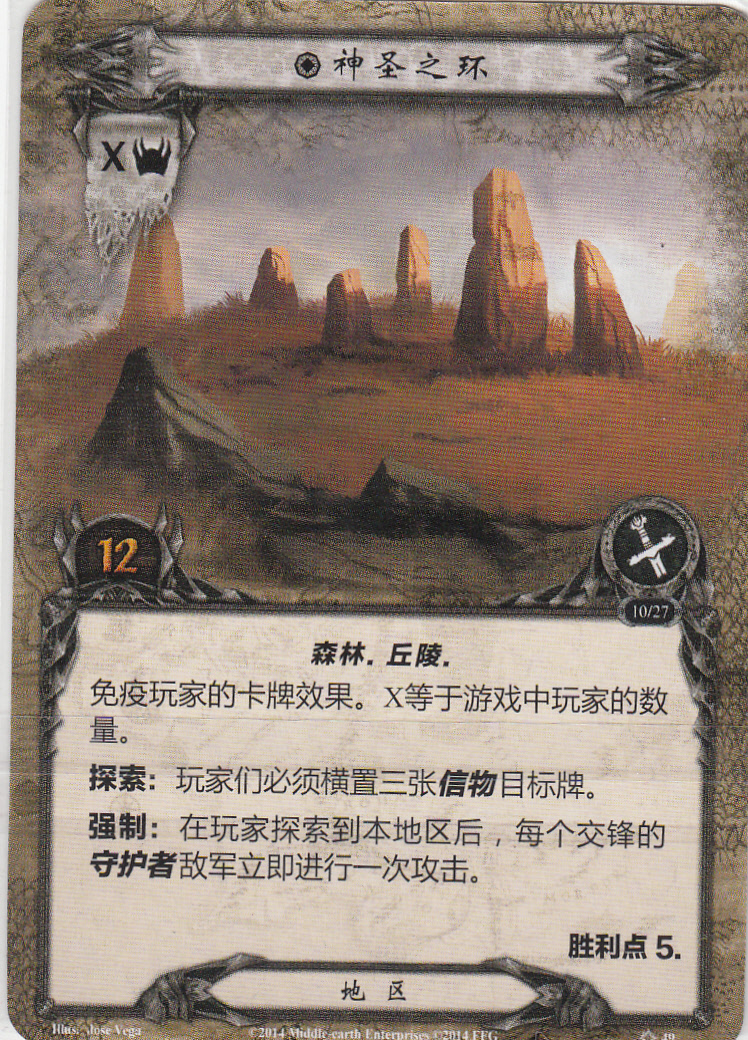 神圣之环
X
12
10/27
森林. 丘陵.
免疫玩家的卡牌效果。X等于游戏中玩家的数
量。
探索：玩家们必须横置三张信物目标牌。
强制：在玩家探索到本地区后，每个交锋的
守护者敌军立即进行一次攻击。
胜利点 5.
地区
Illus. Jose Vega
©2014 Middle-earth Enterprises ©2014 FFG